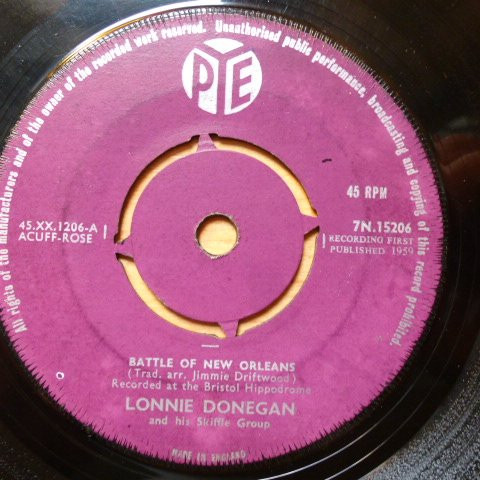 All rights of the manufacturers and of the owner of the recorded work reserved. Unauthorised public performance, broadcasting and copying of this record prohibited.
PYE
45 RPM
45.XX.1206-A
ACUFF-ROSE
7N.15206
RECORDING FIRST
PUBLISHED 1959
BATTLE OF NEW ORLEANS
(Trad. arr. Jimmie Driftwood)
Recorded at the Bristol Hippodrome
LONNIE DONEGAN
and his Skiffle Group
MADE IN ENGLAND